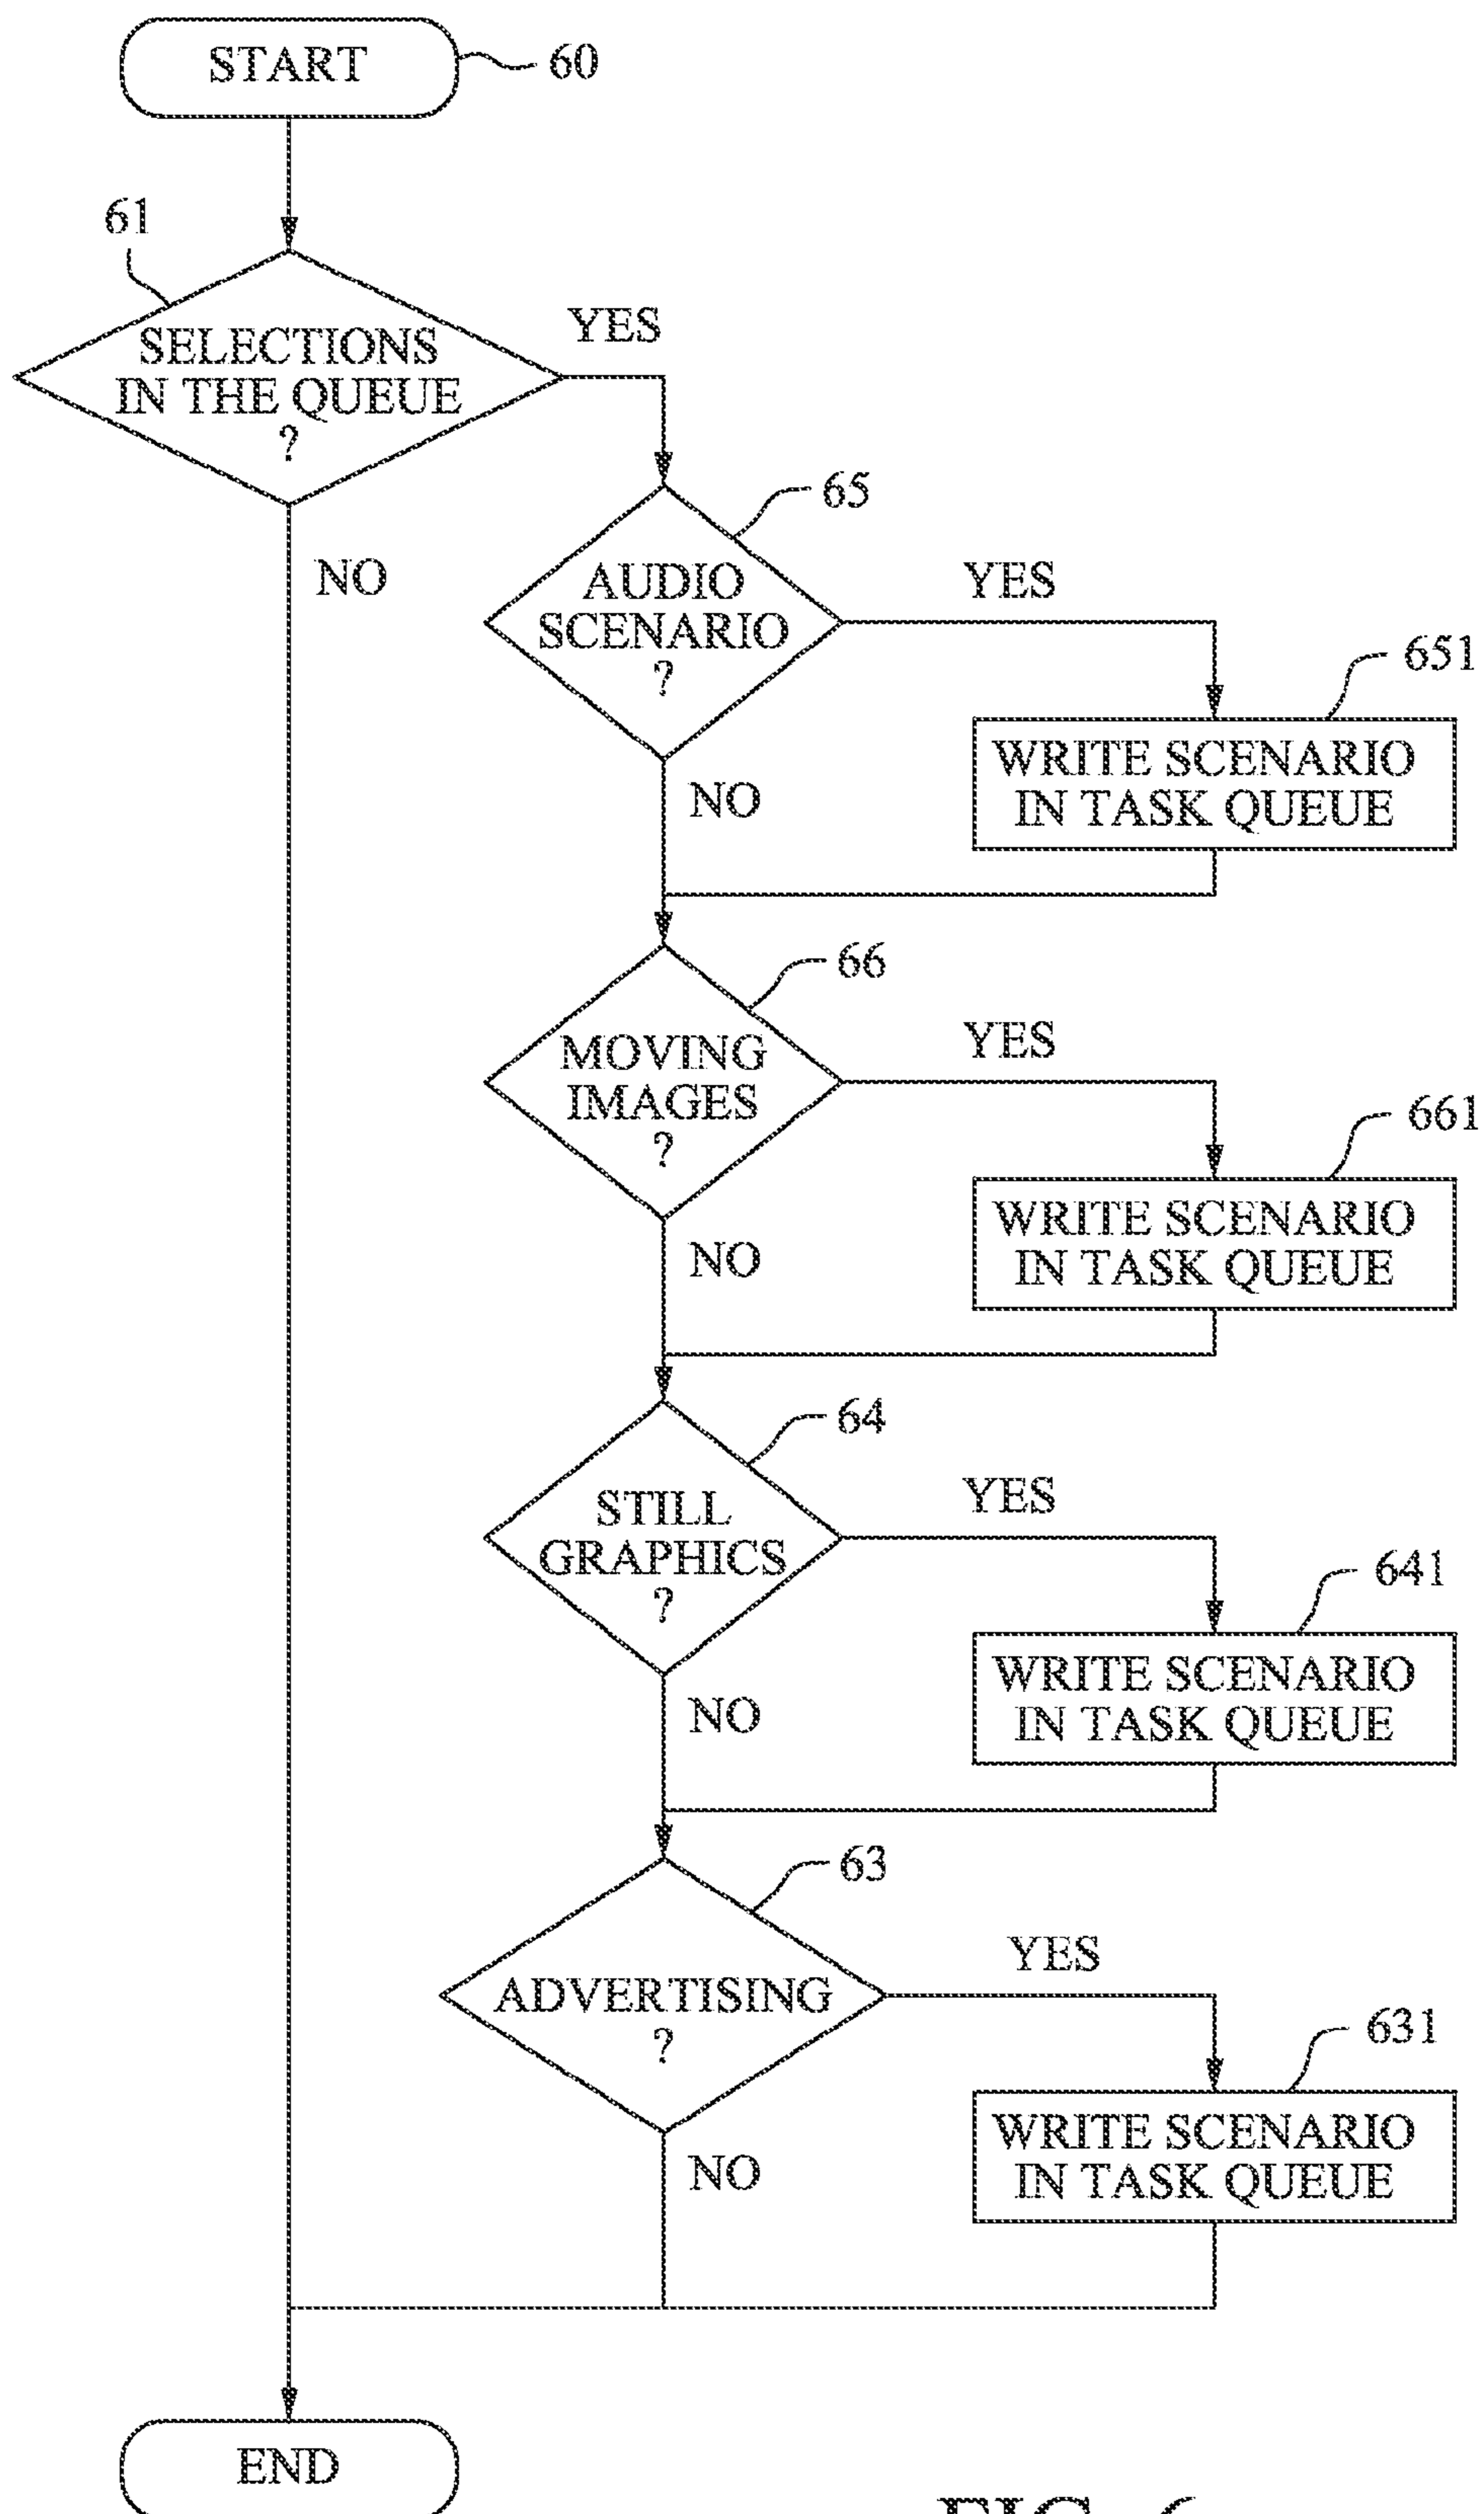 START
60
61
SELECTIONS
IN THE QUEUE
?
YES
NO
65
AUDIO
SCENARIO
?
YES
651
WRITE SCENARIO
IN TASK QUEUE
NO
66
MOVING
IMAGES
?
YES
661
WRITE SCENARIO
IN TASK QUEUE
NO
64
STILL
GRAPHICS
?
YES
641
WRITE SCENARIO
IN TASK QUEUE
NO
63
ADVERTISING
?
YES
631
WRITE SCENARIO
IN TASK QUEUE
NO
END
FIG. 6